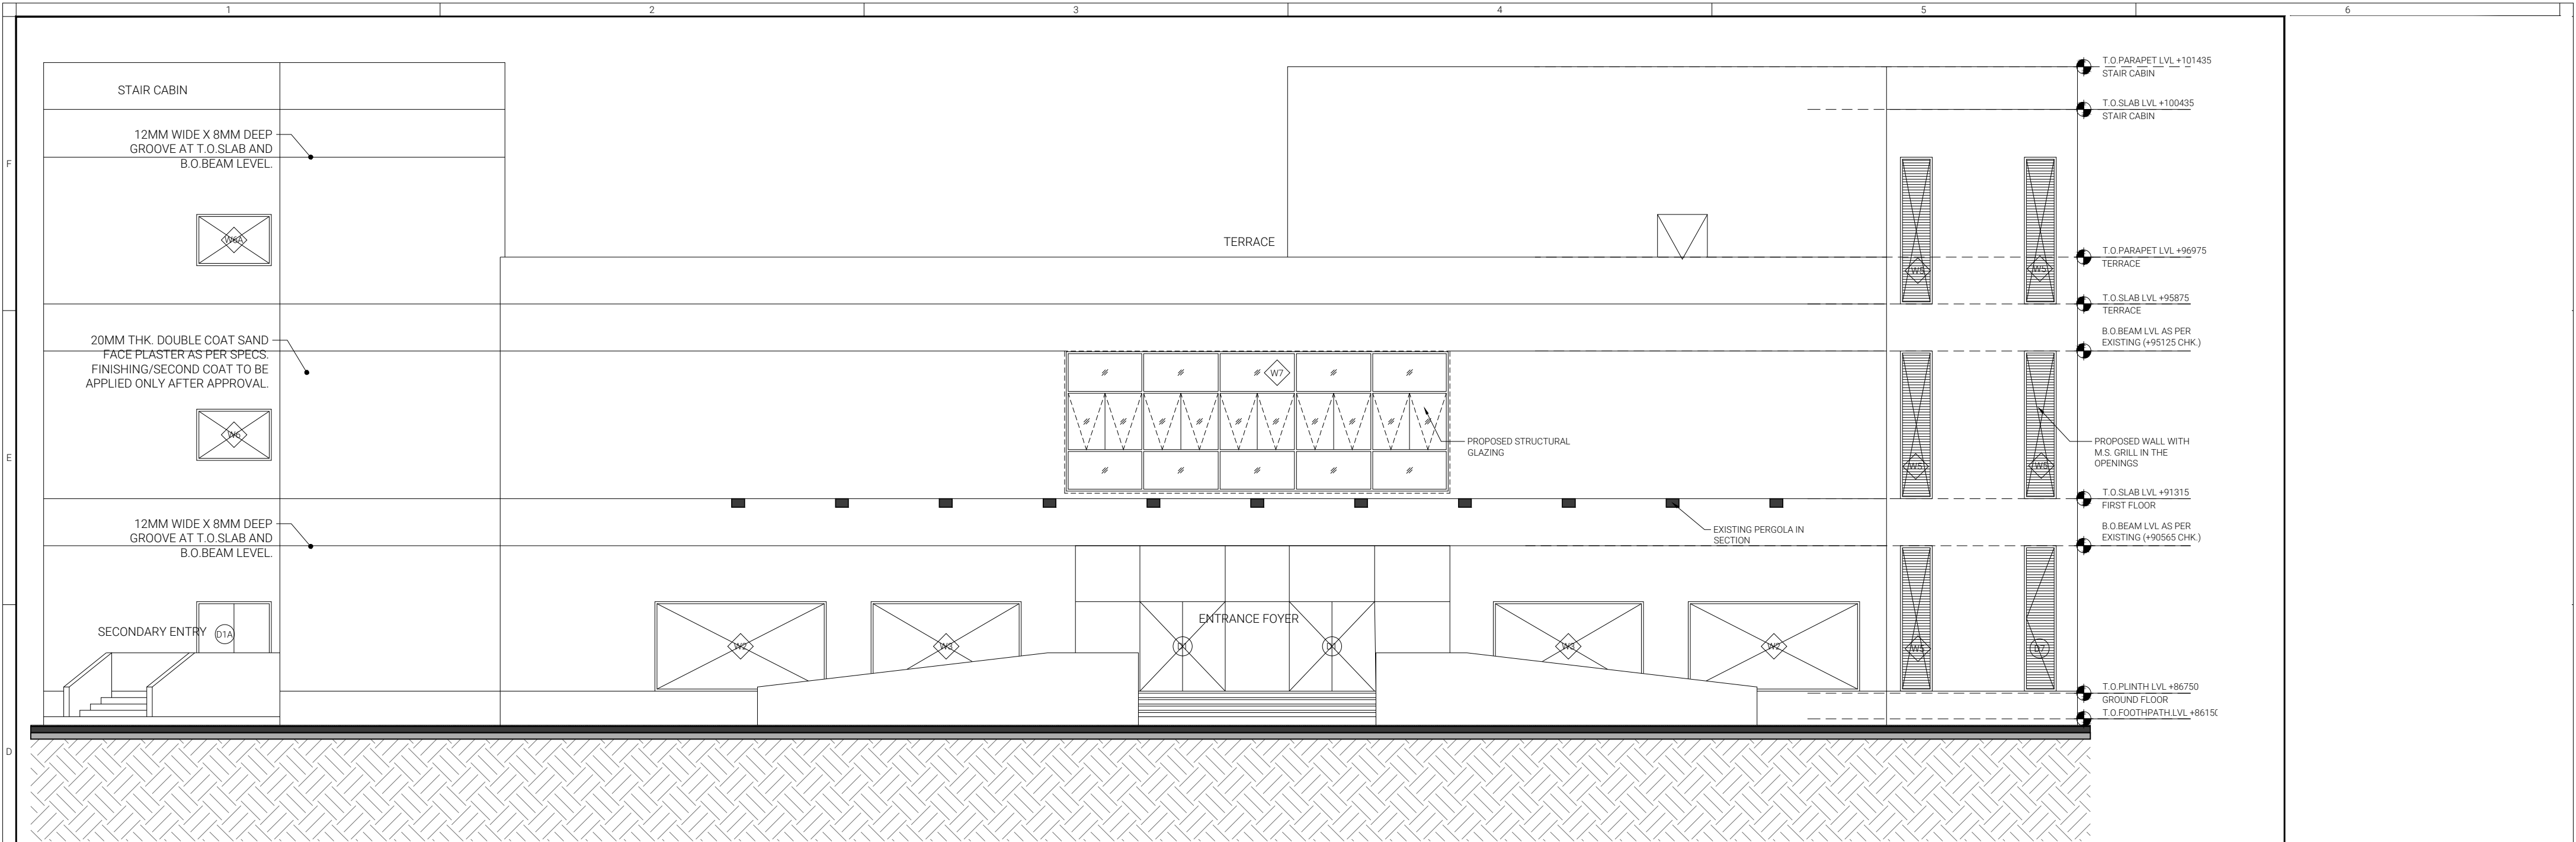 1
2
3
4
5
6
F
E
D
STAIR CABIN
12MM WIDE X 8MM DEEP
GROOVE AT T.O.SLAB AND
B.O.BEAM LEVEL.
W6A
20MM THK. DOUBLE COAT SAND
FACE PLASTER AS PER SPECS.
FINISHING/SECOND COAT TO BE
APPLIED ONLY AFTER APPROVAL.
W6
12MM WIDE X 8MM DEEP
GROOVE AT T.O.SLAB AND
B.O.BEAM LEVEL.
SECONDARY ENTRY
D1A
TERRACE
W7
PROPOSED STRUCTURAL
GLAZING
EXISTING PERGOLA IN
SECTION
ENTRANCE FOYER
W2
W3
D1
D1
W3
W2
W5
W5
W5
W5
W5
D7
PROPOSED WALL WITH
M.S. GRILL IN THE
OPENINGS
T.O.PARAPET LVL +101435
STAIR CABIN
T.O.SLAB LVL +100435
STAIR CABIN
T.O.PARAPET LVL +96975
TERRACE
T.O.SLAB LVL +95875
TERRACE
B.O.BEAM LVL AS PER
EXISTING (+95125 CHK.)
T.O.SLAB LVL +91315
FIRST FLOOR
B.O.BEAM LVL AS PER
EXISTING (+90565 CHK.)
T.O.PLINTH LVL +86750
GROUND FLOOR
T.O.FOOTHPATH.LVL +86150